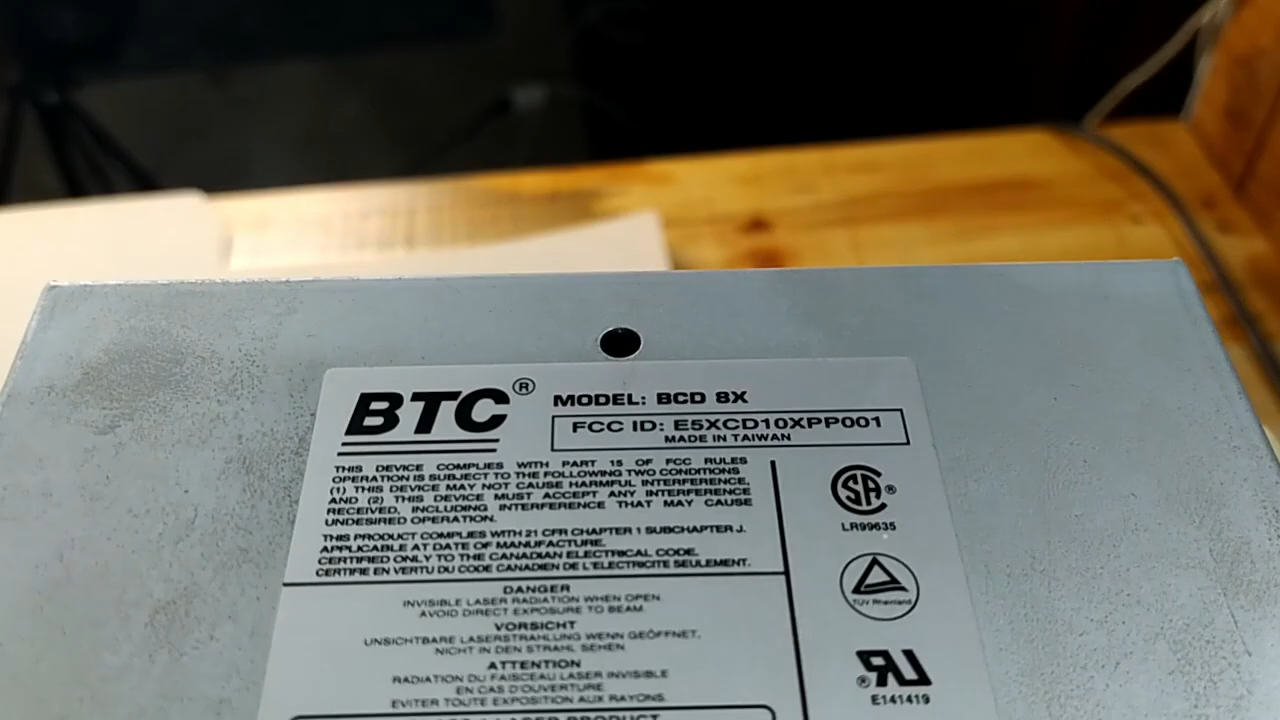 BTC®
MODEL: BCD 8X
FCC ID: E5XCD10XPP001
MADE IN TAIWAN
THIS DEVICE COMPLIES WITH PART 15 OF FCC RULES
OPERATION IS SUBJECT TO THE FOLLOWING TWO CONDITIONS
(1) THIS DEVICE MAY NOT CAUSE HARMFUL INTERFERENCE,
AND (2) THIS DEVICE MUST ACCEPT ANY INTERFERENCE
RECEIVED, INCLUDING INTERFERENCE THAT MAY CAUSE
UNDESIRED OPERATION.
THIS PRODUCT COMPLIES WITH 21 CFR CHAPTER 1 SUBCHAPTER J.
APPLICABLE AT DATE OF MANUFACTURE.
CERTIFIED ONLY TO THE CANADIAN ELECTRICAL CODE.
CERTIFIE EN VERTU DU CODE CANADIEN DE L'ELECTRICITE SEULEMENT.
DANGER
INVISIBLE LASER RADIATION WHEN OPEN
AVOID DIRECT EXPOSURE TO BEAM.
VORSICHT
UNSICHTBARE LASERSTRAHLUNG WENN GEÖFFNET,
NICHT IN DEN STRAHL SEHEN
ATTENTION
RADIATION DU FAISCEAU LASER INVISIBLE
EN CAS D'OUVERTURE
EVITER TOUTE EXPOSITION AUX RAYONS.
LASER PRODUCT
SA®
LR99635
TÜV Rheinland
®RU
E141419